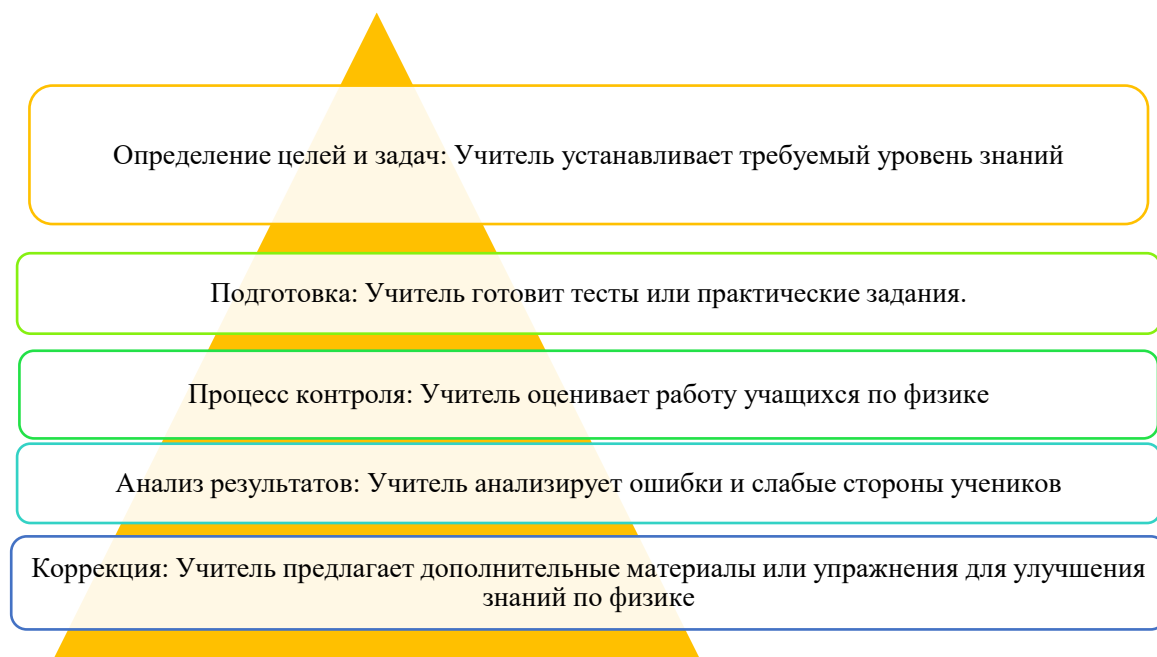 Определение целей и задач: Учитель устанавливает требуемый уровень знаний
Подготовка: Учитель готовит тесты или практические задания.
Процесс контроля: Учитель оценивает работу учащихся по физике
Анализ результатов: Учитель анализирует ошибки и слабые стороны учеников
Коррекция: Учитель предлагает дополнительные материалы или упражнения для улучшения
знаний по физике